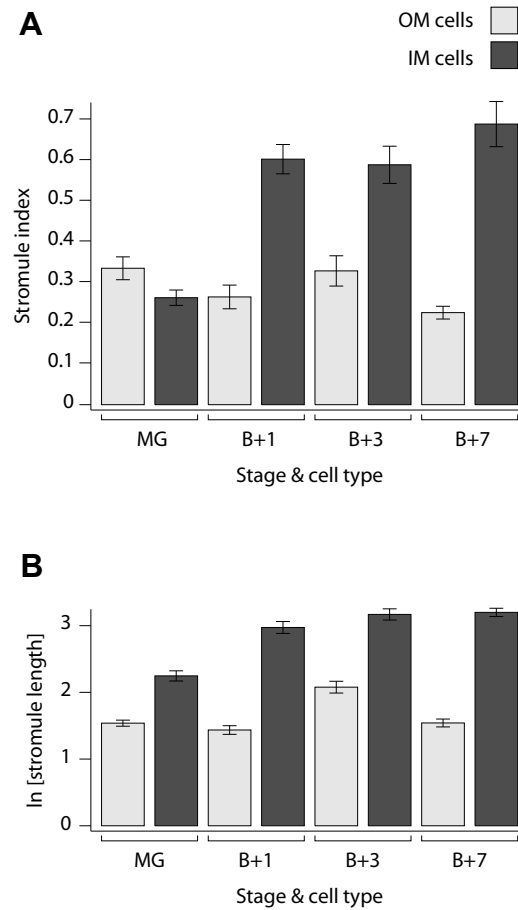 A
OM cells
IM cells
Stromule index
0.7
0.6
0.5
0.4
0.3
0.2
0.1
0
MG B+1 B+3 B+7
Stage & cell type
B
ln [stromule length]
3
2
1
0
MG B+1 B+3 B+7
Stage & cell type